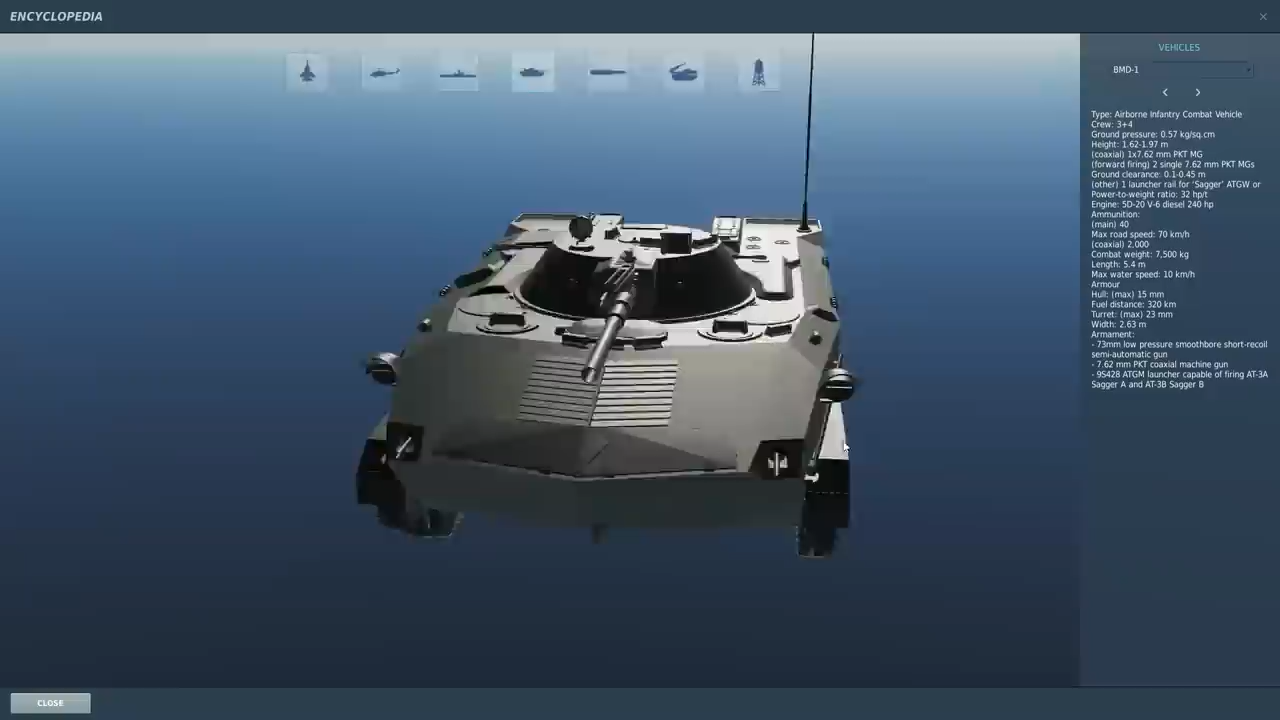 ENCYCLOPEDIA
VEHICLES
BMD-1
Type: Airborne Infantry Combat Vehicle
Crew: 3+4
Ground pressure: 0.57 kg/sq.cm
Height: 1.62-1.97 m
(coaxial) 1x7.62 mm PKT MG
(forward firing) 2 single 7.62 mm PKT MGs
Ground clearance: 0.1-0.45 m
(other) 1 launcher rail for 'Sagger' ATGW or
Power-to-weight ratio: 32 hp/t
Engine: 5D-20 V-6 diesel 240 hp
Ammunition:
(main) 40
Max road speed: 70 km/h
(coaxial) 2,000
Combat weight: 7,500 kg
Length: 5.4 m
Max water speed: 10 km/h
Armour
Hull: (max) 15 mm
Fuel distance: 320 km
Turret: (max) 23 mm
Width: 2.63 m
Armament:
- 73mm low pressure smoothbore short-recoil
semi-automatic gun
- 7.62 mm PKT coaxial machine gun
- 9S428 ATGM launcher capable of firing AT-3A
Sagger A and AT-3B Sagger B
CLOSE